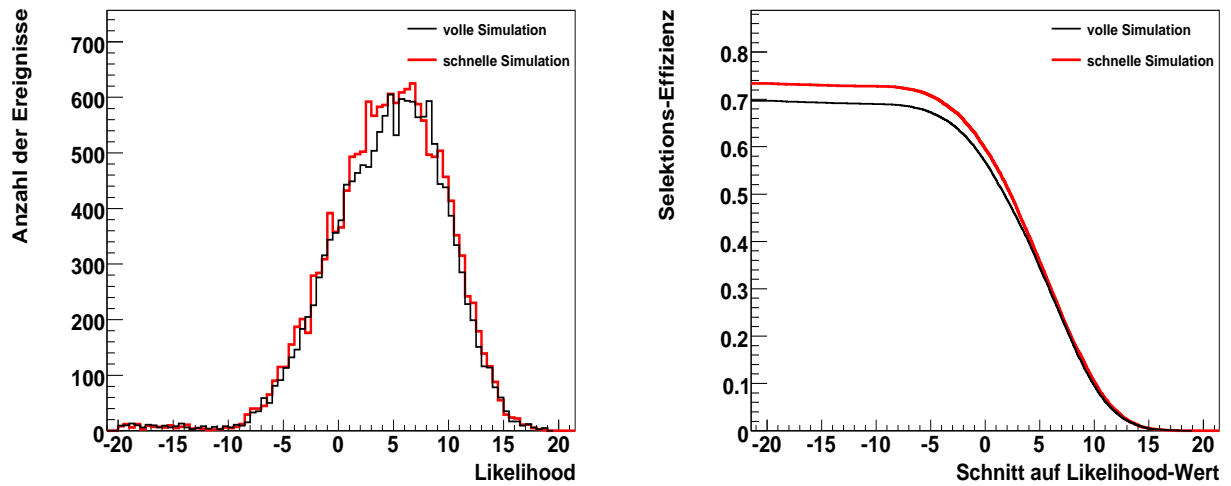 Anzahl der Ereignisse
volle Simulation
schnelle Simulation
700
600
500
400
300
200
100
0
-20 -15 -10 -5 0 5 10 15 20
Likelihood
Selektions-Effizienz
volle Simulation
schnelle Simulation
0.8
0.7
0.6
0.5
0.4
0.3
0.2
0.1
0
-20 -15 -10 -5 0 5 10 15 20
Schnitt auf Likelihood-Wert